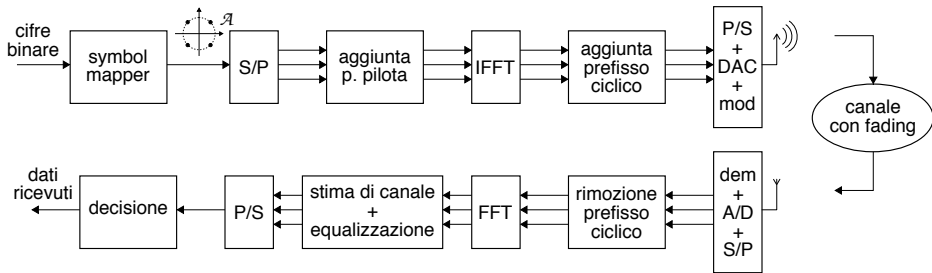 cifre
binare
symbol
mapper
𝒜
S/P
aggiunta
p. pilota
IFFT
aggiunta
prefisso
ciclico
P/S
+
DAC
+
mod
canale
con fading
dati
ricevuti
decisione
P/S
stima di canale
+
equalizzazione
FFT
rimozione
prefisso
ciclico
dem
+
A/D
+
S/P